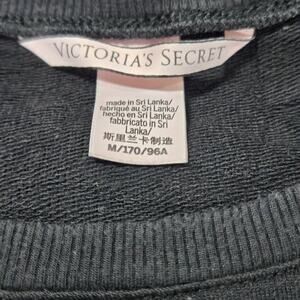 VICTORIA'S SECRET
made in Sri Lanka/
fabriqué au Sri Lanka/
hecho en Sri Lanka/
fabbricato in Sri
Lanka/
斯里兰卡制造
M/170/96A